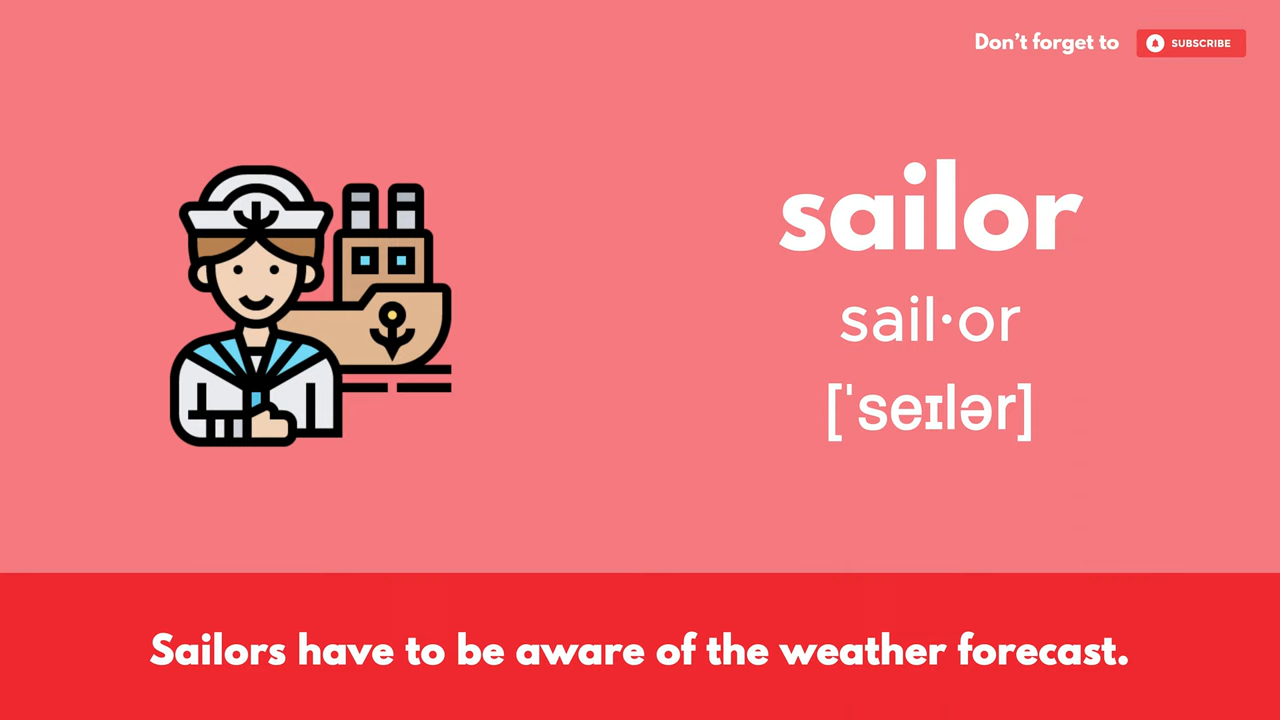 Don't forget to SUBSCRIBE
sailor
sail·or
[ˈseɪlər]
Sailors have to be aware of the weather forecast.